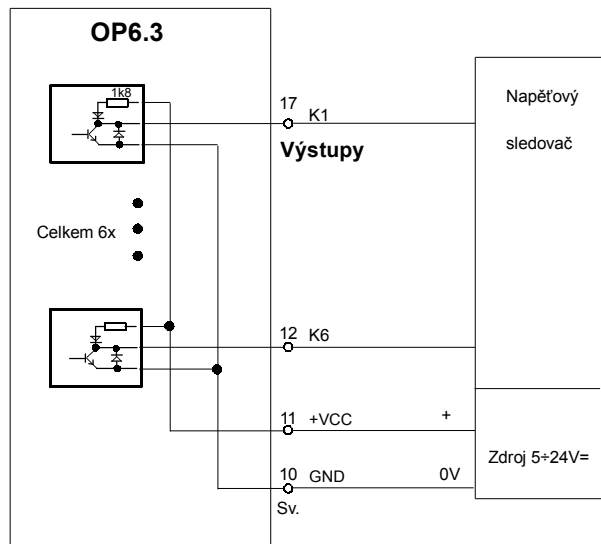 OP6.3
1k8
17
K1
Výstupy
Napěťový
sledovač
Celkem 6x
12
K6
11
+VCC
+
10
GND
0V
Zdroj 5÷24V=
Sv.